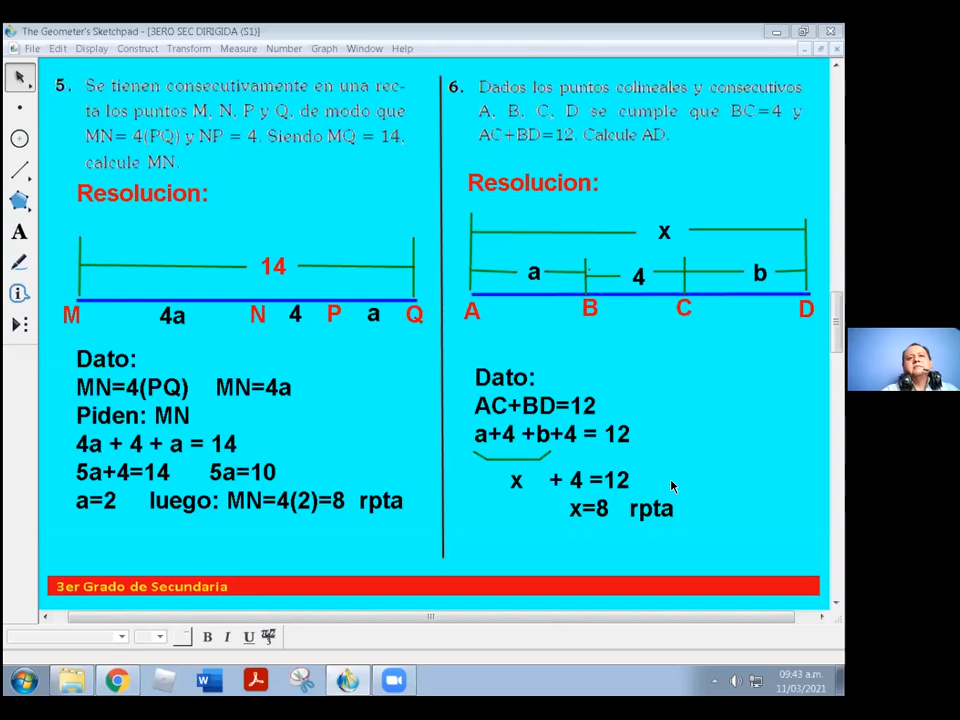 The Geometer's Sketchpad - [3ERO SEC DIRIGIDA (S1)]
File Edit Display Construct Transform Measure Number Graph Window Help
5. Se tienen consecutivamente en una rec-
ta los puntos M, N, P y Q, de modo que
MN= 4(PQ) y NP = 4. Siendo MQ = 14,
calcule MN.
Resolucion:
14
M 4a N 4 P a Q
Dato:
MN=4(PQ) MN=4a
Piden: MN
4a + 4 + a = 14
5a+4=14 5a=10
a=2 luego: MN=4(2)=8 rpta
6. Dados los puntos colineales y consecutivos
A, B, C, D se cumple que BC=4 y
AC+BD=12. Calcule AD.
Resolucion:
x
a 4 b
A B C D
Dato:
AC+BD=12
a+4 +b+4 = 12
x + 4 =12
x=8 rpta
3er Grado de Secundaria
A
B I U
09:43 a.m.
11/03/2021